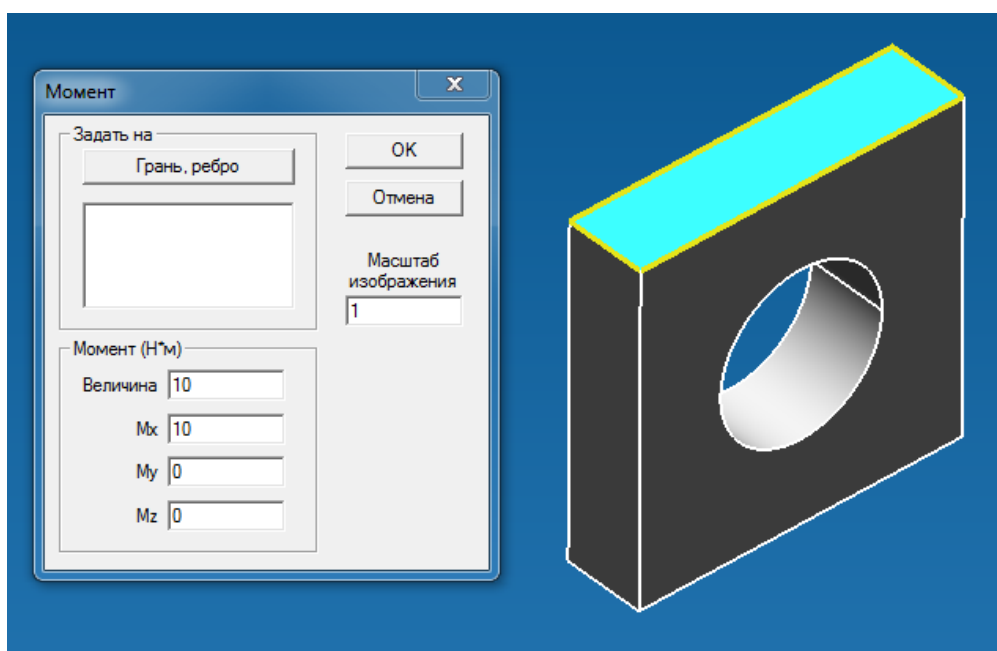 Момент
Задать на
Грань, ребро
OK
Отмена
Масштаб
изображения
1
Момент (Н*м)
Величина 10
Mx 10
My 0
Mz 0